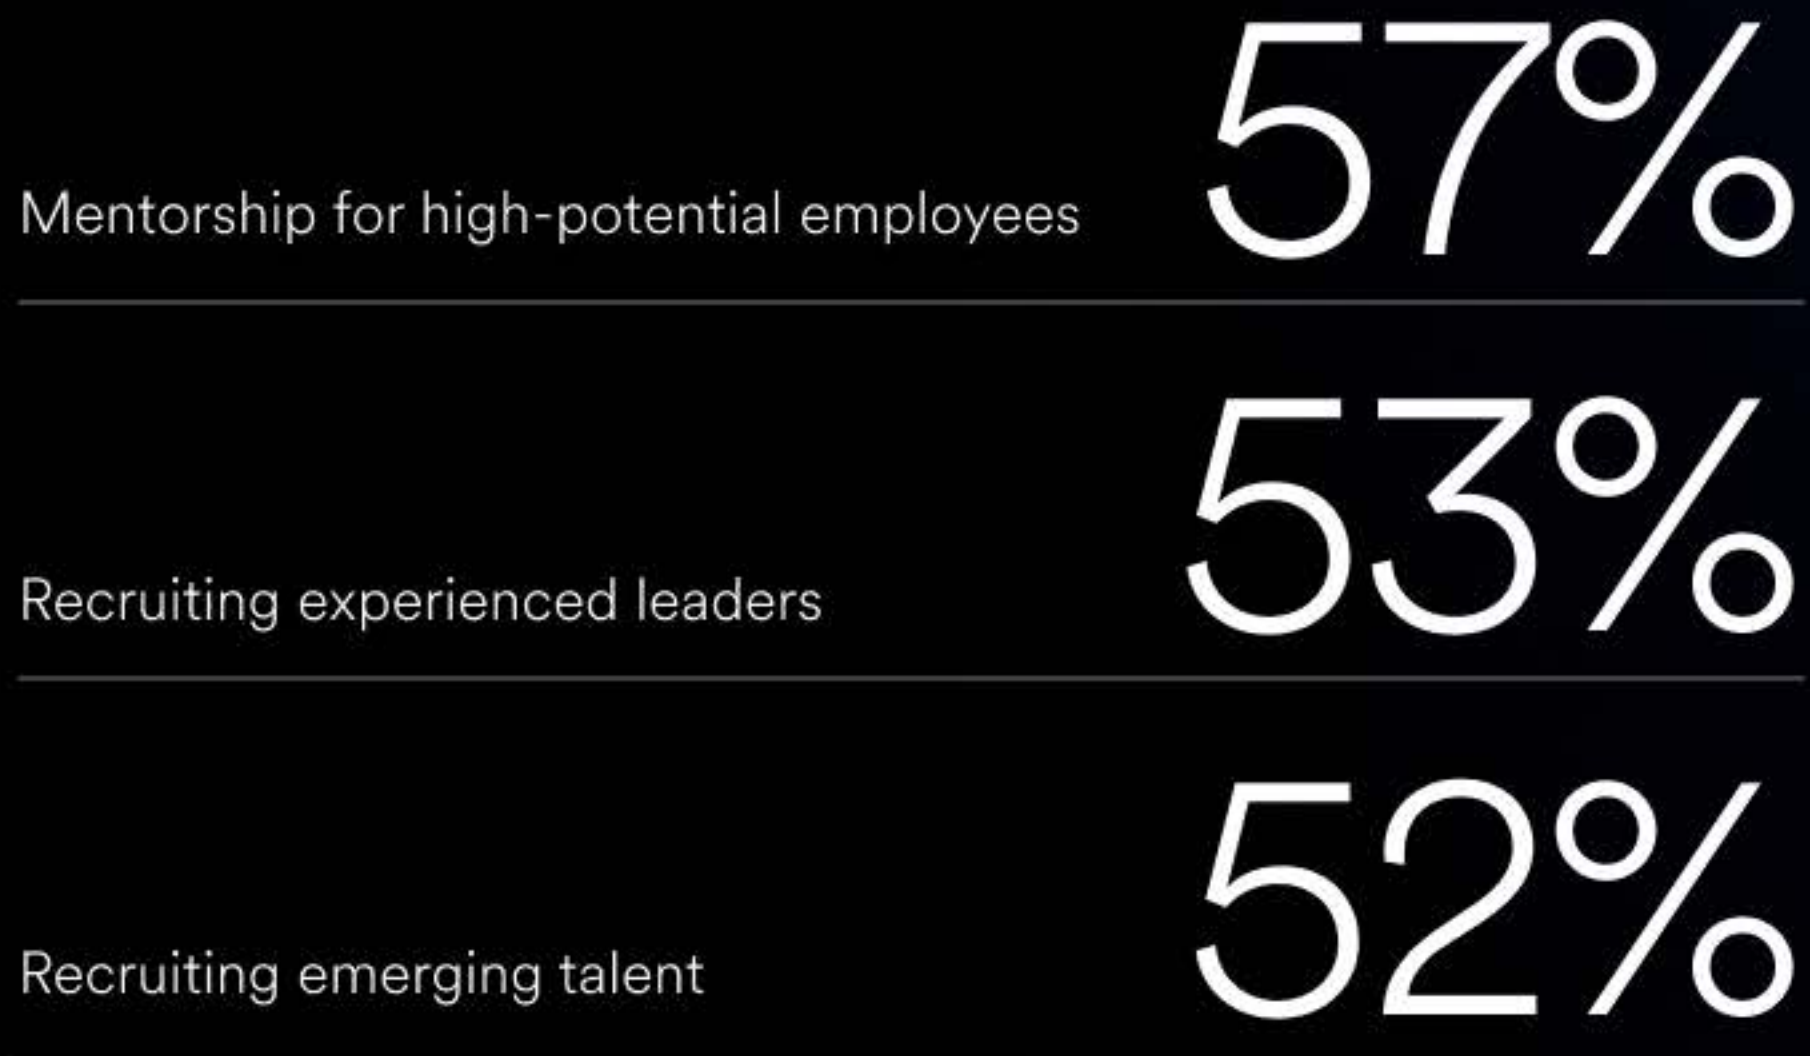 57%
Mentorship for high-potential employees
53%
Recruiting experienced leaders
52%
Recruiting emerging talent